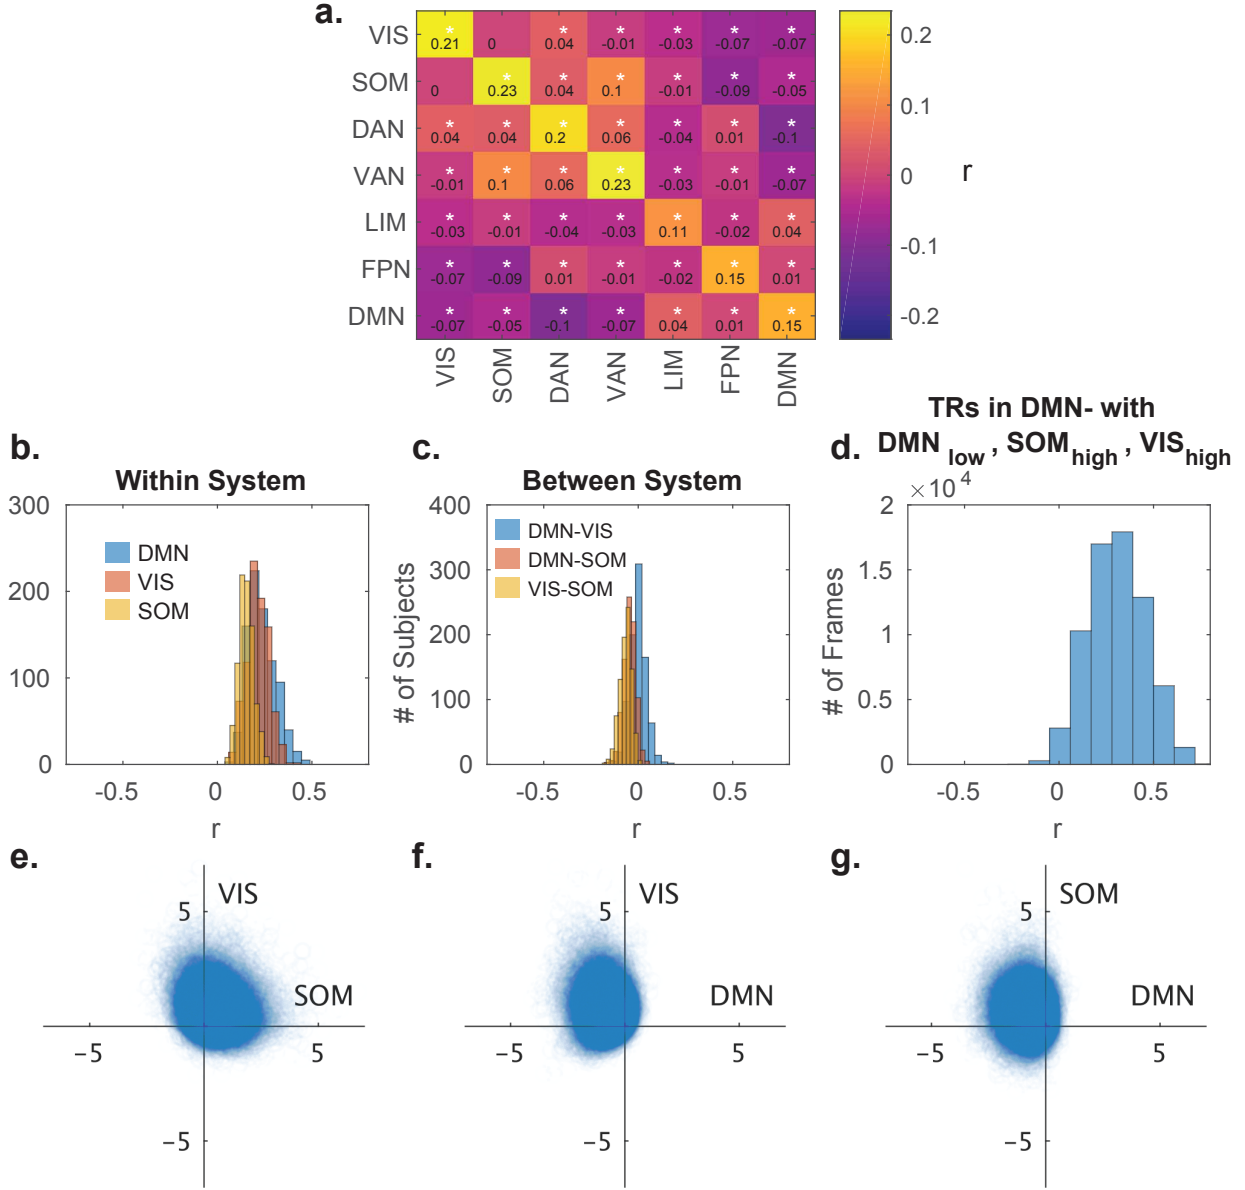 a.
VIS
0.21 * 0 0.04 * -0.01 * -0.03 * -0.07 * -0.07 *
SOM
0 0.23 * 0.04 * 0.1 * -0.01 * -0.09 * -0.05 *
DAN
0.04 * 0.04 * 0.2 * 0.06 * -0.04 * 0.01 * -0.1 *
VAN
-0.01 * 0.1 * 0.06 * 0.23 * -0.03 * -0.01 * -0.07 *
LIM
-0.03 * -0.01 * -0.04 * -0.03 * 0.11 * -0.02 * 0.04 *
FPN
-0.07 * -0.09 * 0.01 * -0.01 * -0.02 * 0.15 * 0.01 *
DMN
-0.07 * -0.05 * -0.1 * -0.07 * 0.04 * 0.01 * 0.15 *
VIS SOM DAN VAN LIM FPN DMN
0.2
0.1
0
-0.1
-0.2
r
b.
Within System
300
200
100
0
DMN
VIS
SOM
-0.5 0 0.5
r
c.
Between System
# of Subjects
400
300
200
100
0
DMN-VIS
DMN-SOM
VIS-SOM
-0.5 0 0.5
r
d.
TRs in DMN- with
DMN low , SOM high , VIS high
×10 4
# of Frames
2
1.5
1
0.5
0
-0.5 0 0.5
r
e.
VIS
5
SOM
−5 5
−5
f.
VIS
5
DMN
−5 5
−5
g.
SOM
5
DMN
−5 5
−5